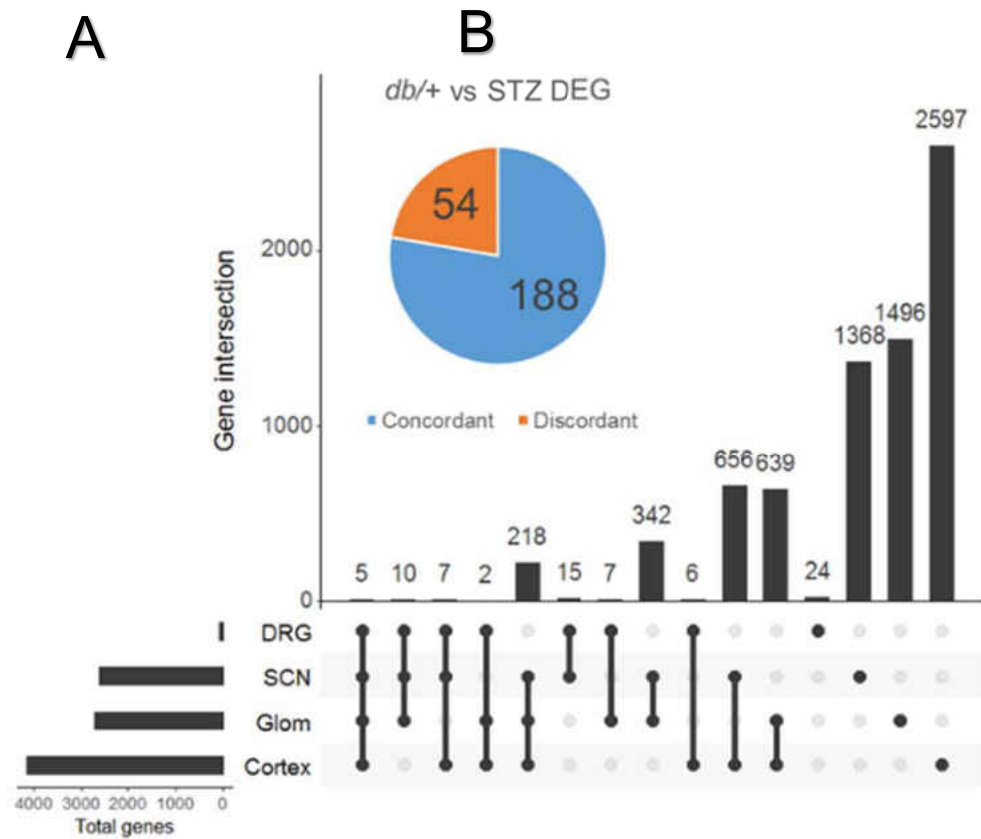 A
B
db/+ vs STZ DEG
54
188
Concordant
Discordant
Gene intersection
2000
1000
0
5
10
7
2
218
15
7
342
6
656
639
24
1368
1496
2597
DRG
SCN
Glom
Cortex
4000 3000 2000 1000 0
Total genes